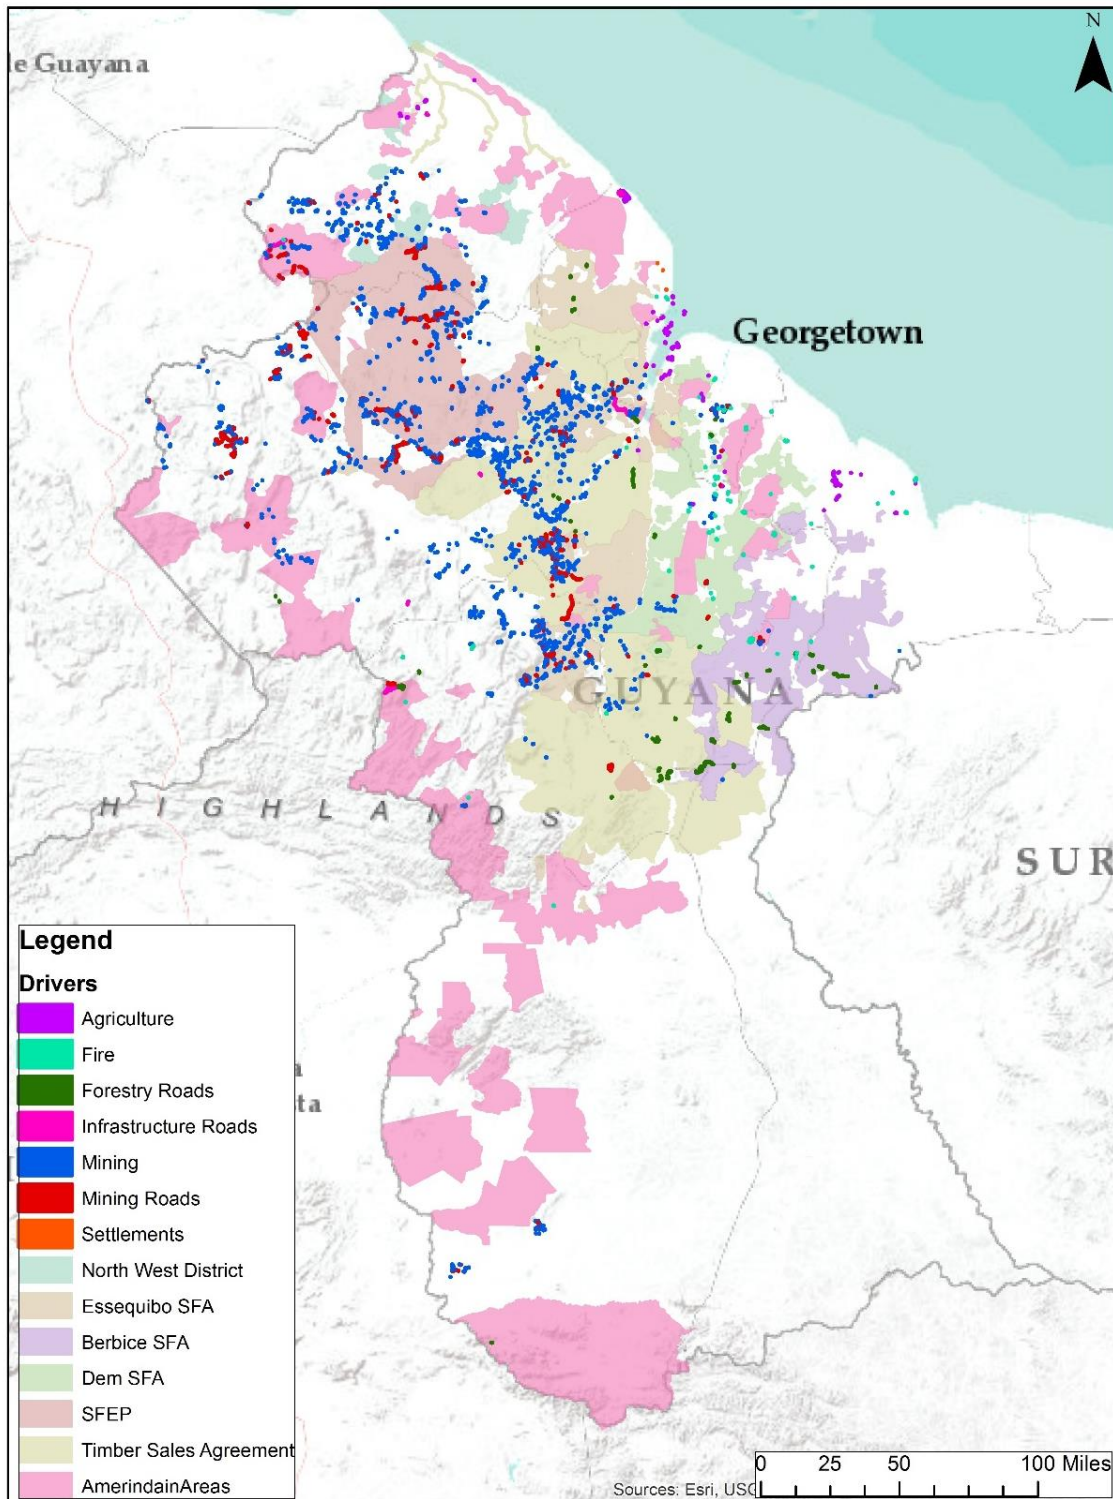 N
le Guayana
Georgetown
GUYANA
HIGHLANDS
SUR
a
sta
Legend
Drivers
Agriculture
Fire
Forestry Roads
Infrastructure Roads
Mining
Mining Roads
Settlements
North West District
Essequibo SFA
Berbice SFA
Dem SFA
SFEP
Timber Sales Agreement
AmerindainAreas
0 25 50 100 Miles
Sources: Esri, USG